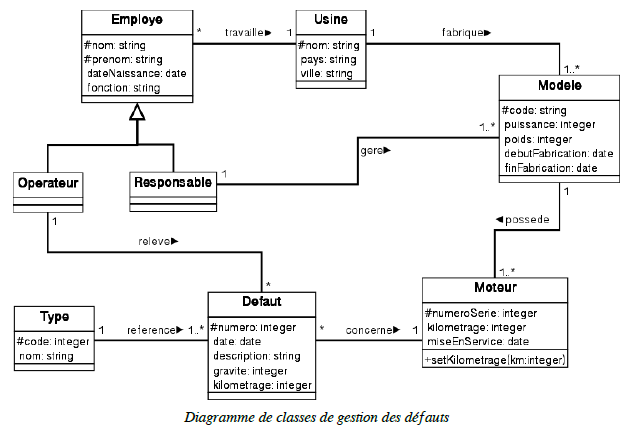 Employe
#nom: string
#prenom: string
dateNaissance: date
fonction: string
* travaille▶ 1
Usine
#nom: string
pays: string
ville: string
1 fabrique▶
1..*
Modele
#code: string
puissance: integer
poids: integer
debutFabrication: date
finFabrication: date
Operateur
Responsable
1 gere▶ 1..*
1
◀possede
1..*
1
releve▶
*
Type
#code: integer
nom: string
1 reference▶ 1..*
Defaut
#numero: integer
date: date
description: string
gravite: integer
kilometrage: integer
* concerne▶ 1
Moteur
#numeroSerie: integer
kilometrage: integer
miseEnService: date
+setKilometrage(km:integer)
Diagramme de classes de gestion des défauts